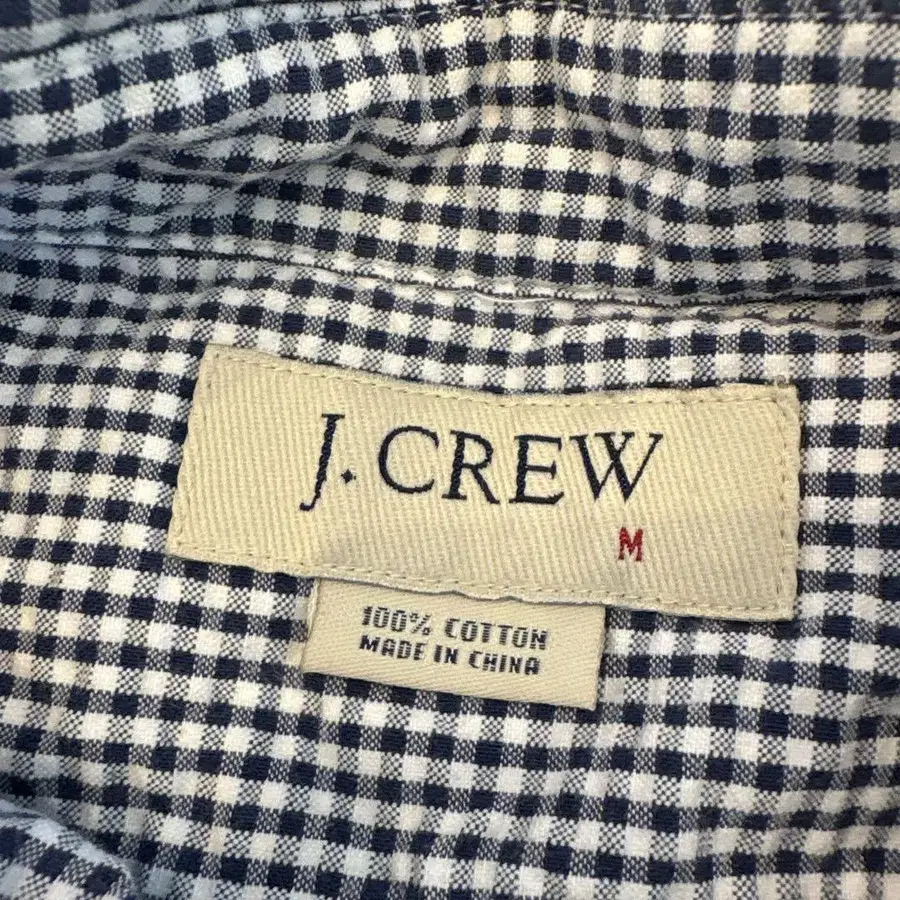 J. CREW
M
100% COTTON
MADE IN CHINA